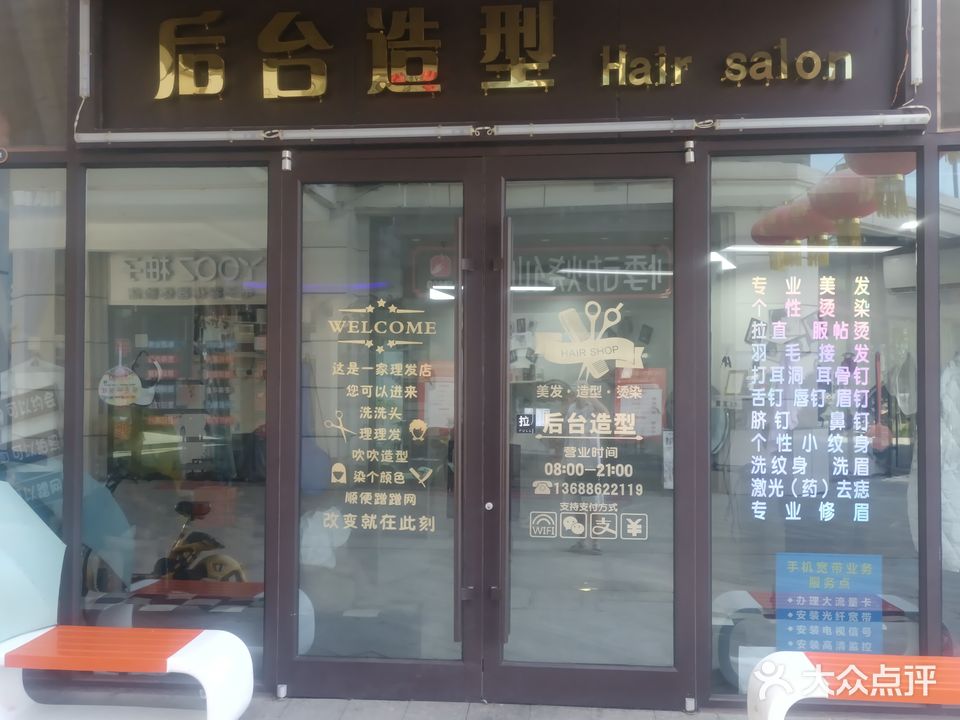 后台造型 Hair salon
YOOZ柚子
WELCOME
这是一家理发店
您可以进来
洗洗头
理理发
吹吹造型
染个颜色
顺便蹭蹭网
改变就在此刻
HAIR SHOP
美发·造型·烫染
拉
PULL
后台造型
营业时间
08:00—21:00
☎13688622119
支持支付方式
WIFI
专业美发
个性烫染
拉直 服帖烫
羽毛接发
打耳洞 耳骨钉
舌钉 唇钉 眉钉
脐钉 鼻钉
个性小纹身
洗纹身 洗眉
激光(药)去痣
专业修眉
手机宽带业务
服务点
办理大流量卡
安装光纤宽带
安装电视信号
安装高清监控
大众点评